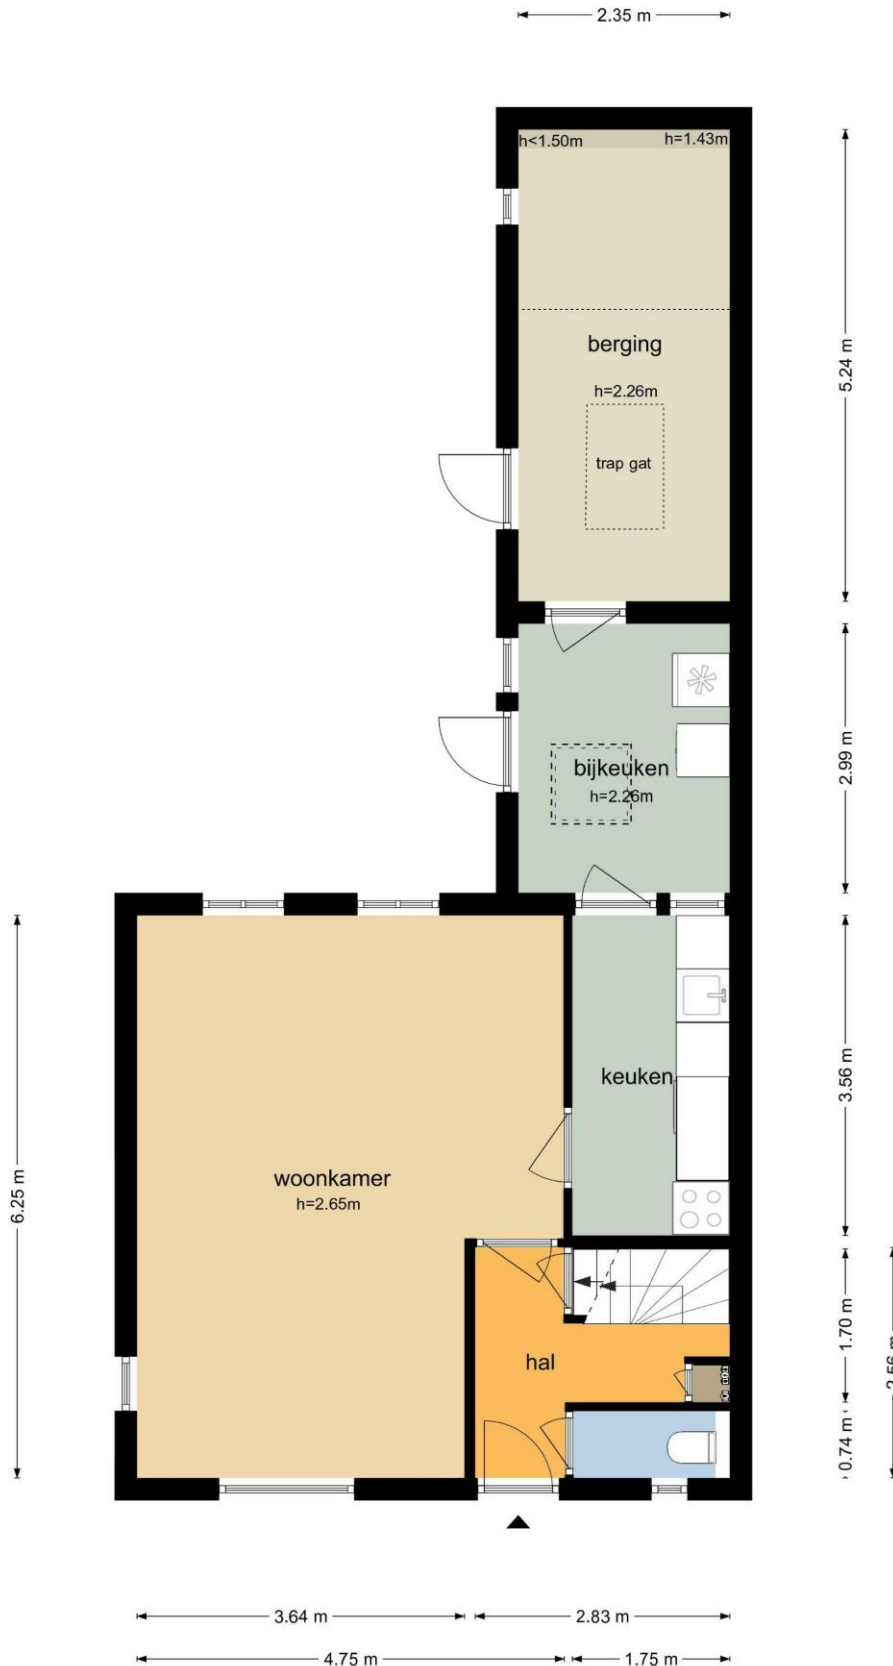 2.35 m
h<1.50m
h=1.43m
berging
h=2.26m
trap gat
5.24 m
bijkeuken
h=2.26m
2.99 m
keuken
3.56 m
woonkamer
h=2.65m
6.25 m
hal
1.70 m
2.56 m
0.74 m
3.64 m
2.83 m
4.75 m
1.75 m